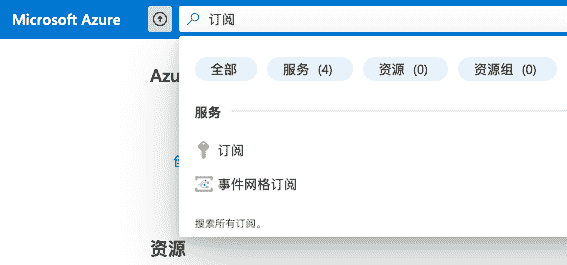 Microsoft Azure
订阅
Azu
全部
服务 (4)
资源 (0)
资源组 (0)
服务
订阅
事件网格订阅
搜索所有订阅。
资源